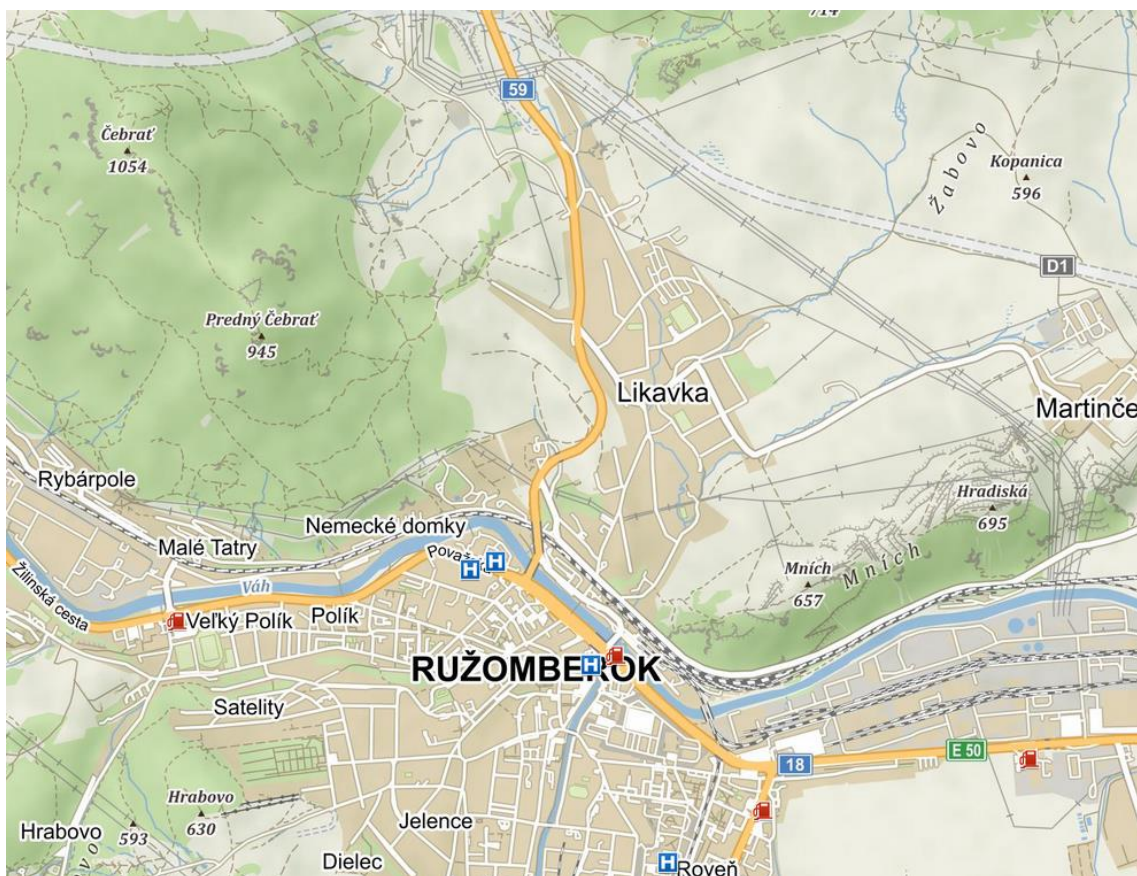 714
59
Čebrať
1054
Žabovo
Kopanica
596
D1
Predný Čebrať
945
Likavka
Martinče
Rybárpole
Hradiská
695
Nemecké domky
Malé Tatry
Považ
H
H
Mních
Mních
657
Váh
Žilinská cesta
Veľký Polík
Polík
H
RUŽOMBEROK
Satelity
E 50
18
Hrabovo
630
593
Hrabovo
Jelence
Dielec
H
Roveň